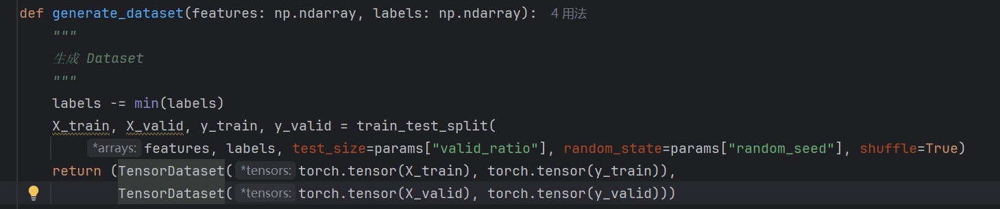 def generate_dataset(features: np.ndarray, labels: np.ndarray): 4 用法
"""
生成 Dataset
"""
labels -= min(labels)
X_train, X_valid, y_train, y_valid = train_test_split(
*arrays: features, labels, test_size=params["valid_ratio"], random_state=params["random_seed"], shuffle=True)
return (TensorDataset( *tensors: torch.tensor(X_train), torch.tensor(y_train)),
TensorDataset( *tensors: torch.tensor(X_valid), torch.tensor(y_valid)))